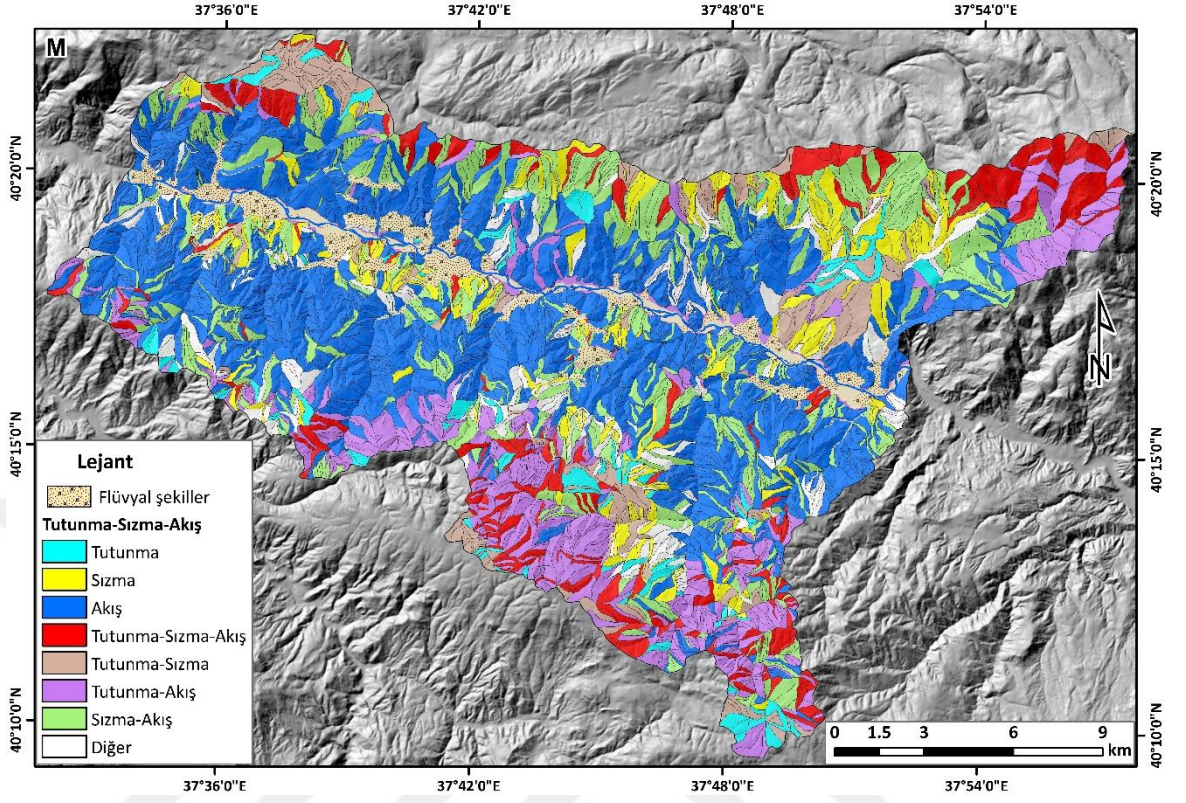 37°36'0"E 37°42'0"E 37°48'0"E 37°54'0"E
M
40°20'0"N 40°20'0"N
40°15'0"N 40°15'0"N
40°10'0"N 40°10'0"N
N
Lejant
Flüvyal şekiller
Tutunma-Sızma-Akış
Tutunma
Sızma
Akış
Tutunma-Sızma-Akış
Tutunma-Sızma
Tutunma-Akış
Sızma-Akış
Diğer
0 1.5 3 6 9
km
37°36'0"E 37°42'0"E 37°48'0"E 37°54'0"E